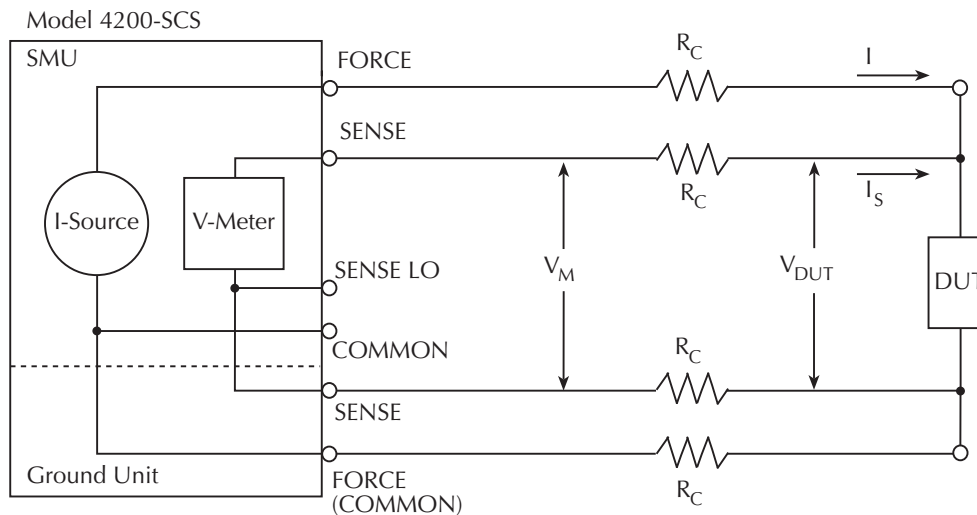 Model 4200-SCS
SMU
FORCE
R_C
I
SENSE
R_C
I_S
I-Source
V-Meter
SENSE LO
V_M
V_DUT
DUT
COMMON
R_C
SENSE
Ground Unit
FORCE
(COMMON)
R_C